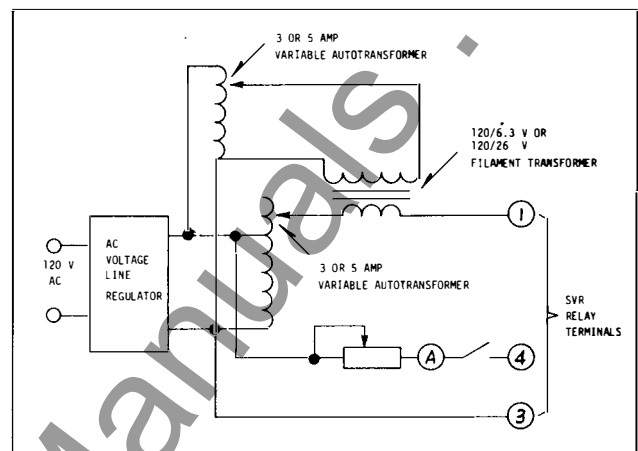 3 OR 5 AMP
VARIABLE AUTOTRANSFORMER
120/6.3 V OR
120/26 V
FILAMENT TRANSFORMER
1
AC
VOLTAGE
LINE
REGULATOR
120 V
AC
3 OR 5 AMP
VARIABLE AUTOTRANSFORMER
SVR
RELAY
TERMINALS
A
4
3
Manuals.